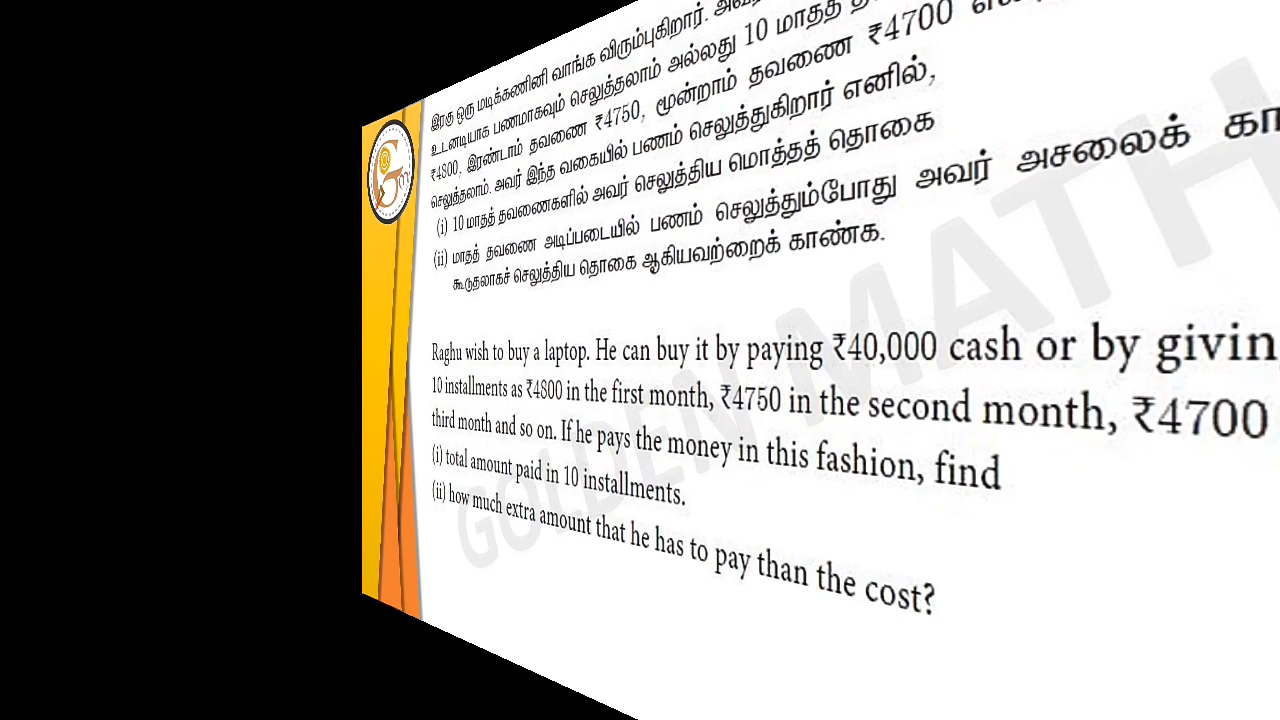 இரகு ஒரு மடிக்கணினி வாங்க விரும்புகிறார்.
உடனடியாக பணமாகவும் செலுத்தலாம் அல்லது 10 மாதத்
₹4800, இரண்டாம் தவணை ₹4750, மூன்றாம் தவணை ₹4700
செலுத்தலாம். அவர் இந்த வகையில் பணம் செலுத்துகிறார் எனில்,
(i) 10 மாதத் தவணைகளில் அவர் செலுத்திய மொத்தத் தொகை
(ii) மாதத் தவணை அடிப்படையில் பணம் செலுத்தும்போது அவர் அசலைக்
கூடுதலாகச் செலுத்திய தொகை ஆகியவற்றைக் காண்க.
Raghu wish to buy a laptop. He can buy it by paying ₹40,000 cash or by
10 installments as ₹4800 in the first month, ₹4750 in the second month, ₹4700
third month and so on. If he pays the money in this fashion, find
(i) total amount paid in 10 installments.
(ii) how much extra amount that he has to pay than the cost?
GOLDEN MATH